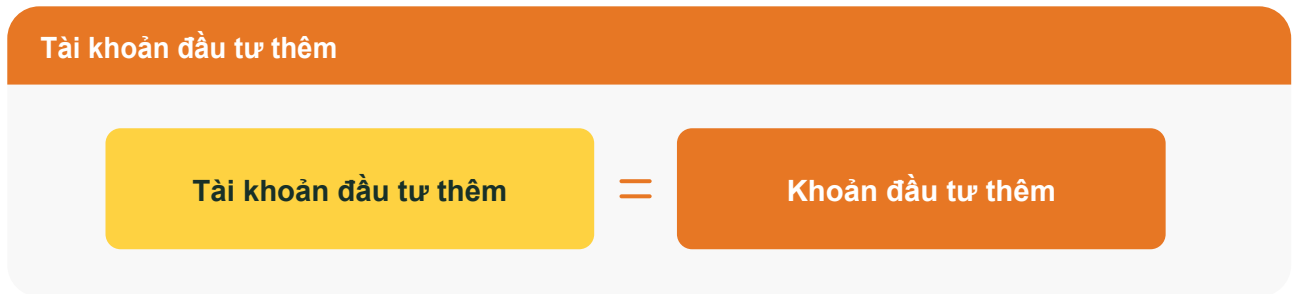 Tài khoản đầu tư thêm
Tài khoản đầu tư thêm = Khoản đầu tư thêm